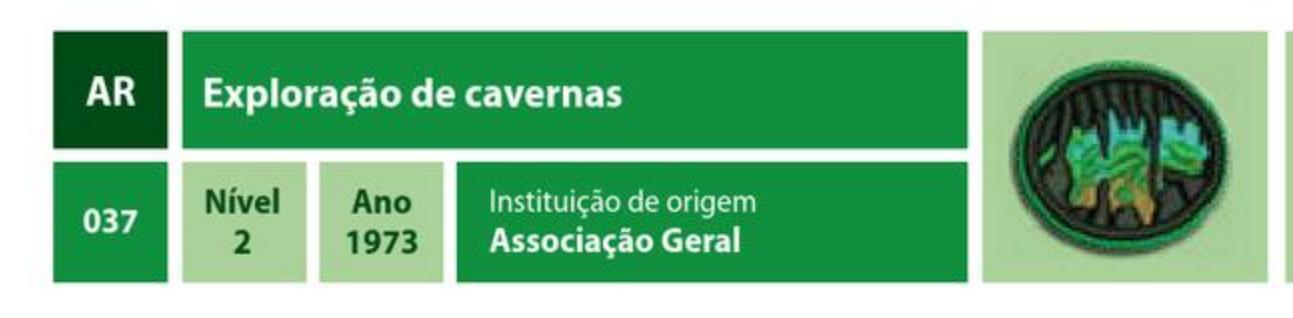 AR
Exploração de cavernas
037
Nível
2
Ano
1973
Instituição de origem
Associação Geral